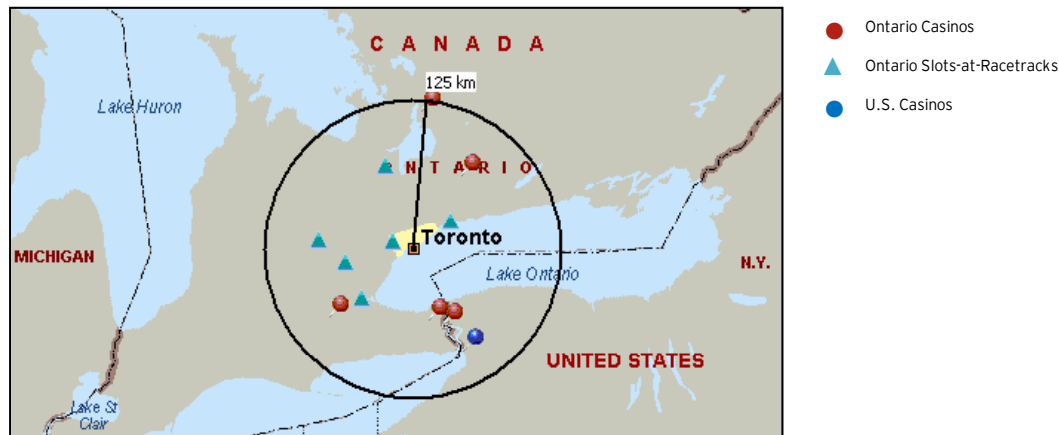 CANADA
125 km
Lake Huron
NTARIO
Toronto
MICHIGAN
Lake Ontario
N.Y.
UNITED STATES
Lake St
Clair
Ontario Casinos
Ontario Slots-at-Racetracks
U.S. Casinos